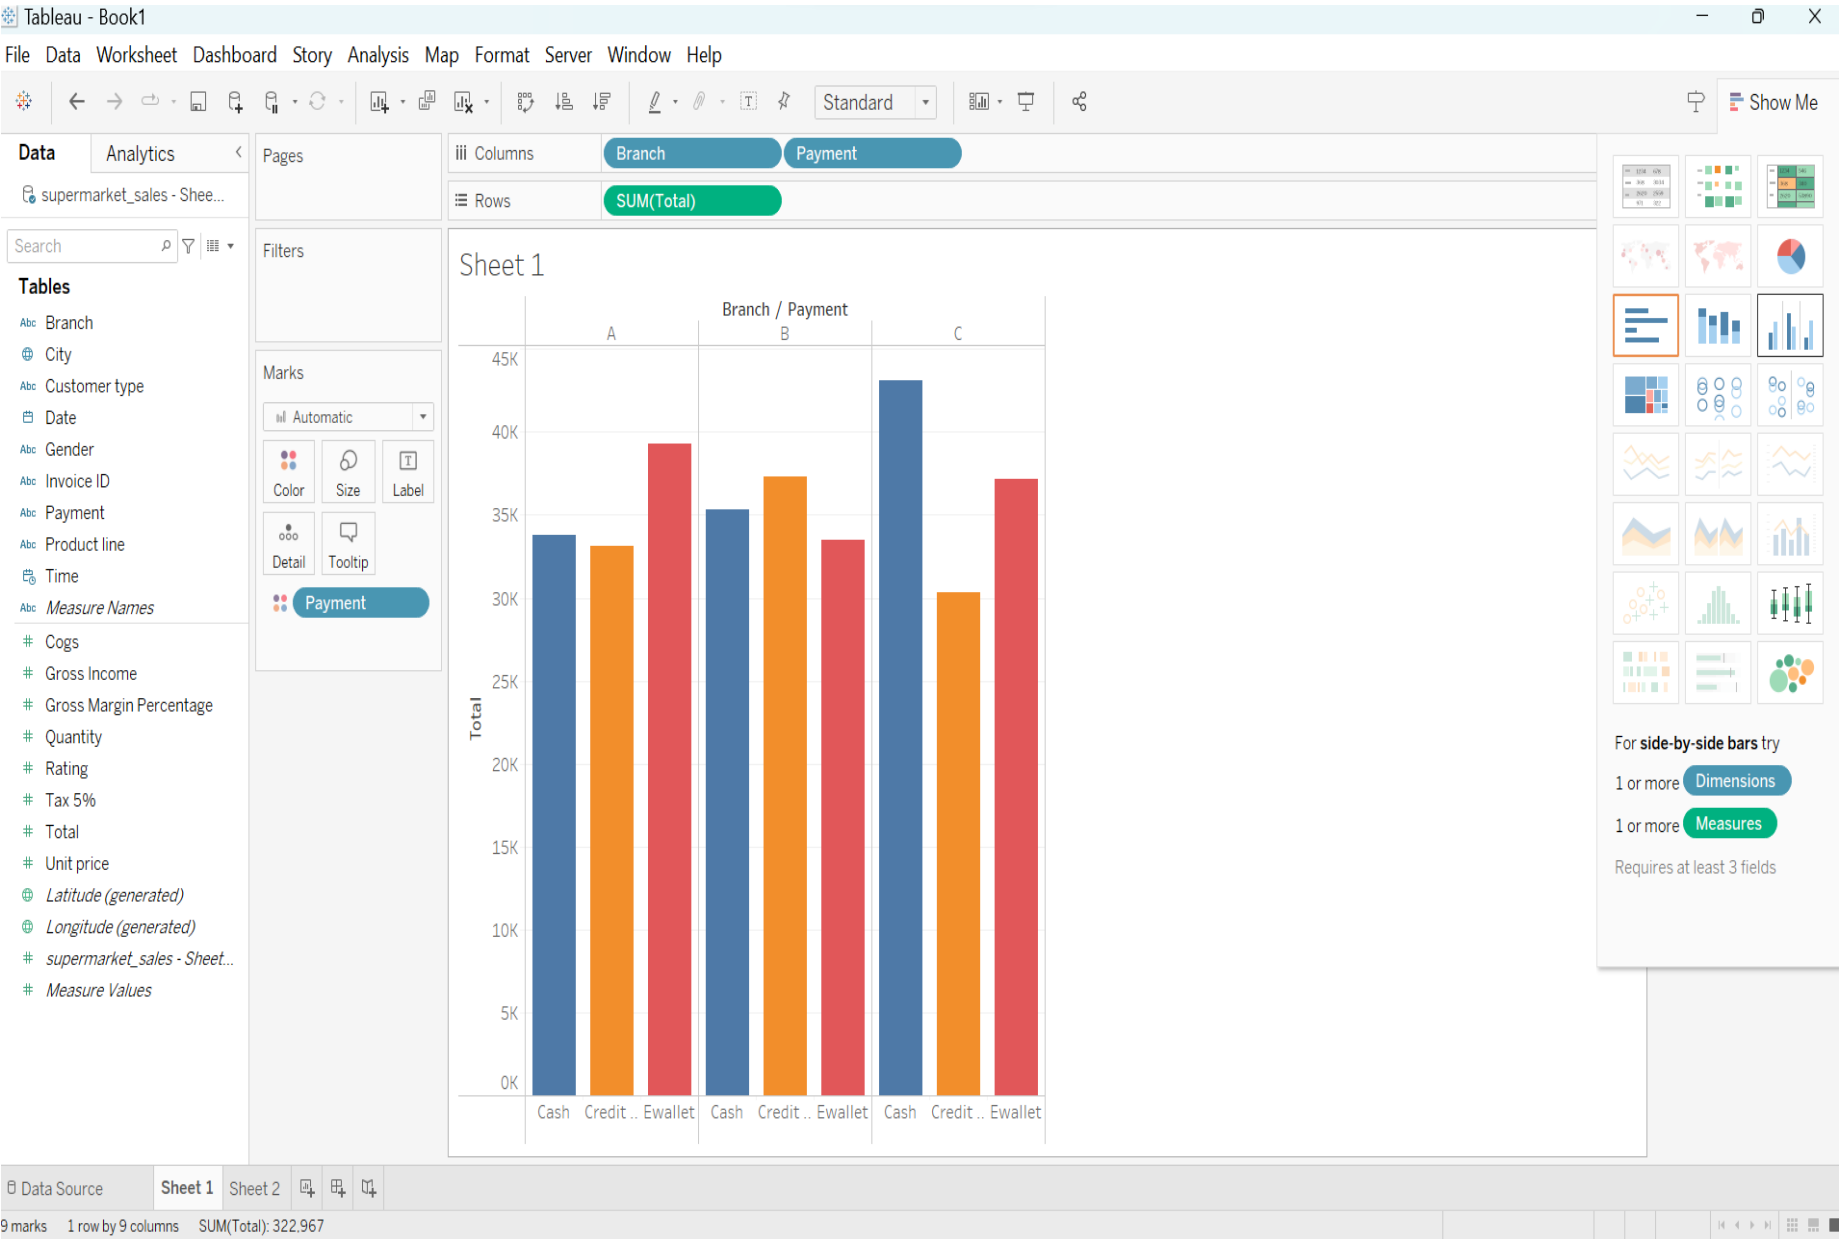 Tableau - Book1
File Data Worksheet Dashboard Story Analysis Map Format Server Window Help
Standard
Show Me
Data
Analytics
supermarket_sales - Shee...
Search
Tables
Abc Branch
City
Abc Customer type
Date
Abc Gender
Abc Invoice ID
Abc Payment
Abc Product line
Time
Abc Measure Names
# Cogs
# Gross Income
# Gross Margin Percentage
# Quantity
# Rating
# Tax 5%
# Total
# Unit price
Latitude (generated)
Longitude (generated)
# supermarket_sales - Sheet...
# Measure Values
Pages
Filters
Marks
Automatic
Color Size Label
Detail Tooltip
Payment
Columns Branch Payment
Rows SUM(Total)
Sheet 1
Branch / Payment
A B C
45K
40K
35K
30K
25K
20K
15K
10K
5K
0K
Total
Cash Credit .. Ewallet Cash Credit .. Ewallet Cash Credit .. Ewallet
For side-by-side bars try
1 or more Dimensions
1 or more Measures
Requires at least 3 fields
Data Source Sheet 1 Sheet 2
9 marks 1 row by 9 columns SUM(Total): 322,967